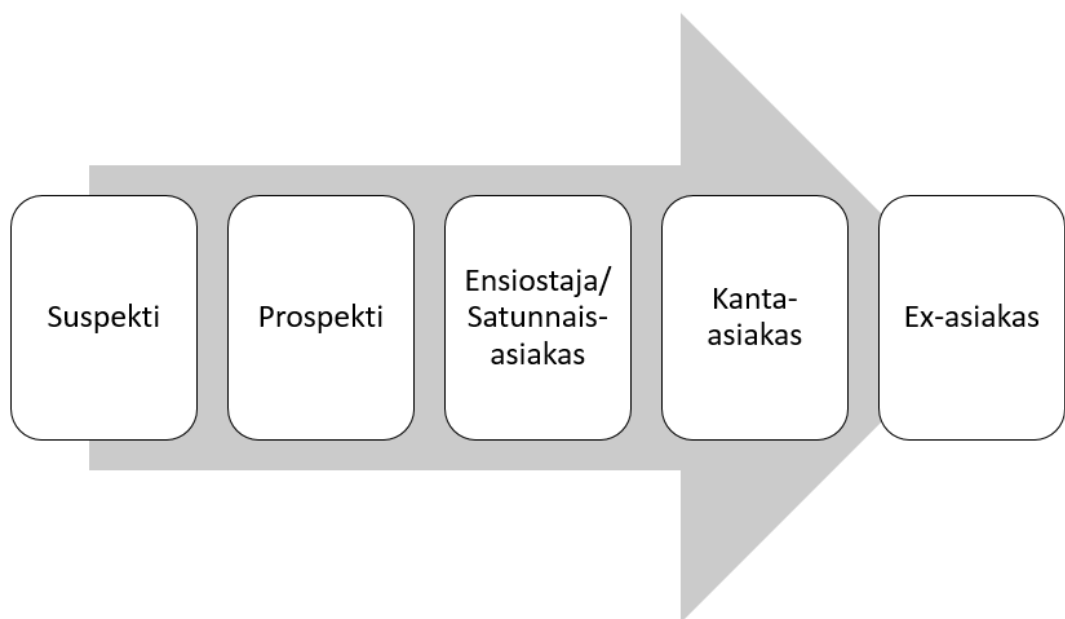 Suspekti
Prospekti
Ensiostaja/
Satunnais-
asiakas
Kanta-
asiakas
Ex-asiakas